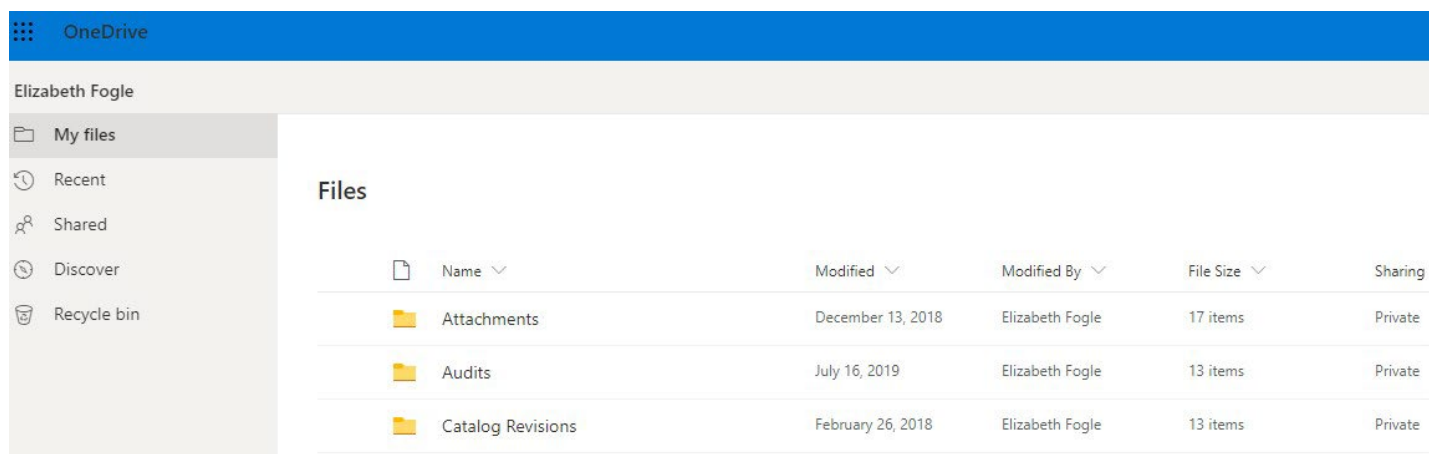 OneDrive
Elizabeth Fogle
My files
Recent
Shared
Discover
Recycle bin
Files
Name Modified Modified By File Size Sharing
Attachments December 13, 2018 Elizabeth Fogle 17 items Private
Audits July 16, 2019 Elizabeth Fogle 13 items Private
Catalog Revisions February 26, 2018 Elizabeth Fogle 13 items Private